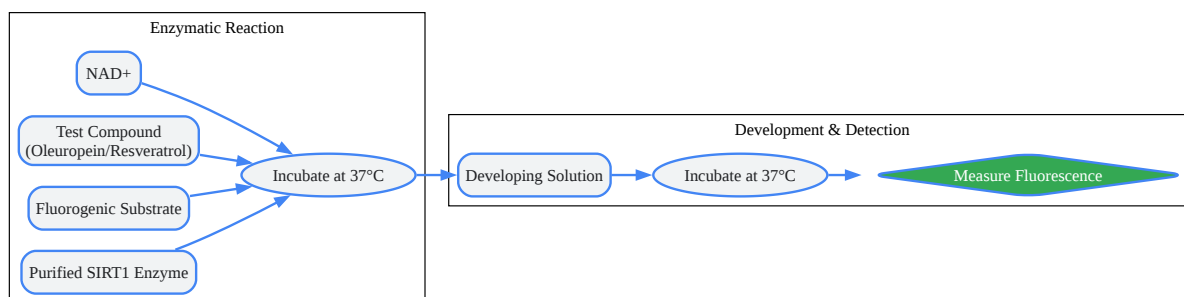 Enzymatic Reaction
NAD+
Test Compound
(Oleuropein/Resveratrol)
Fluorogenic Substrate
Purified SIRT1 Enzyme
Incubate at 37°C
Development & Detection
Developing Solution
Incubate at 37°C
Measure Fluorescence